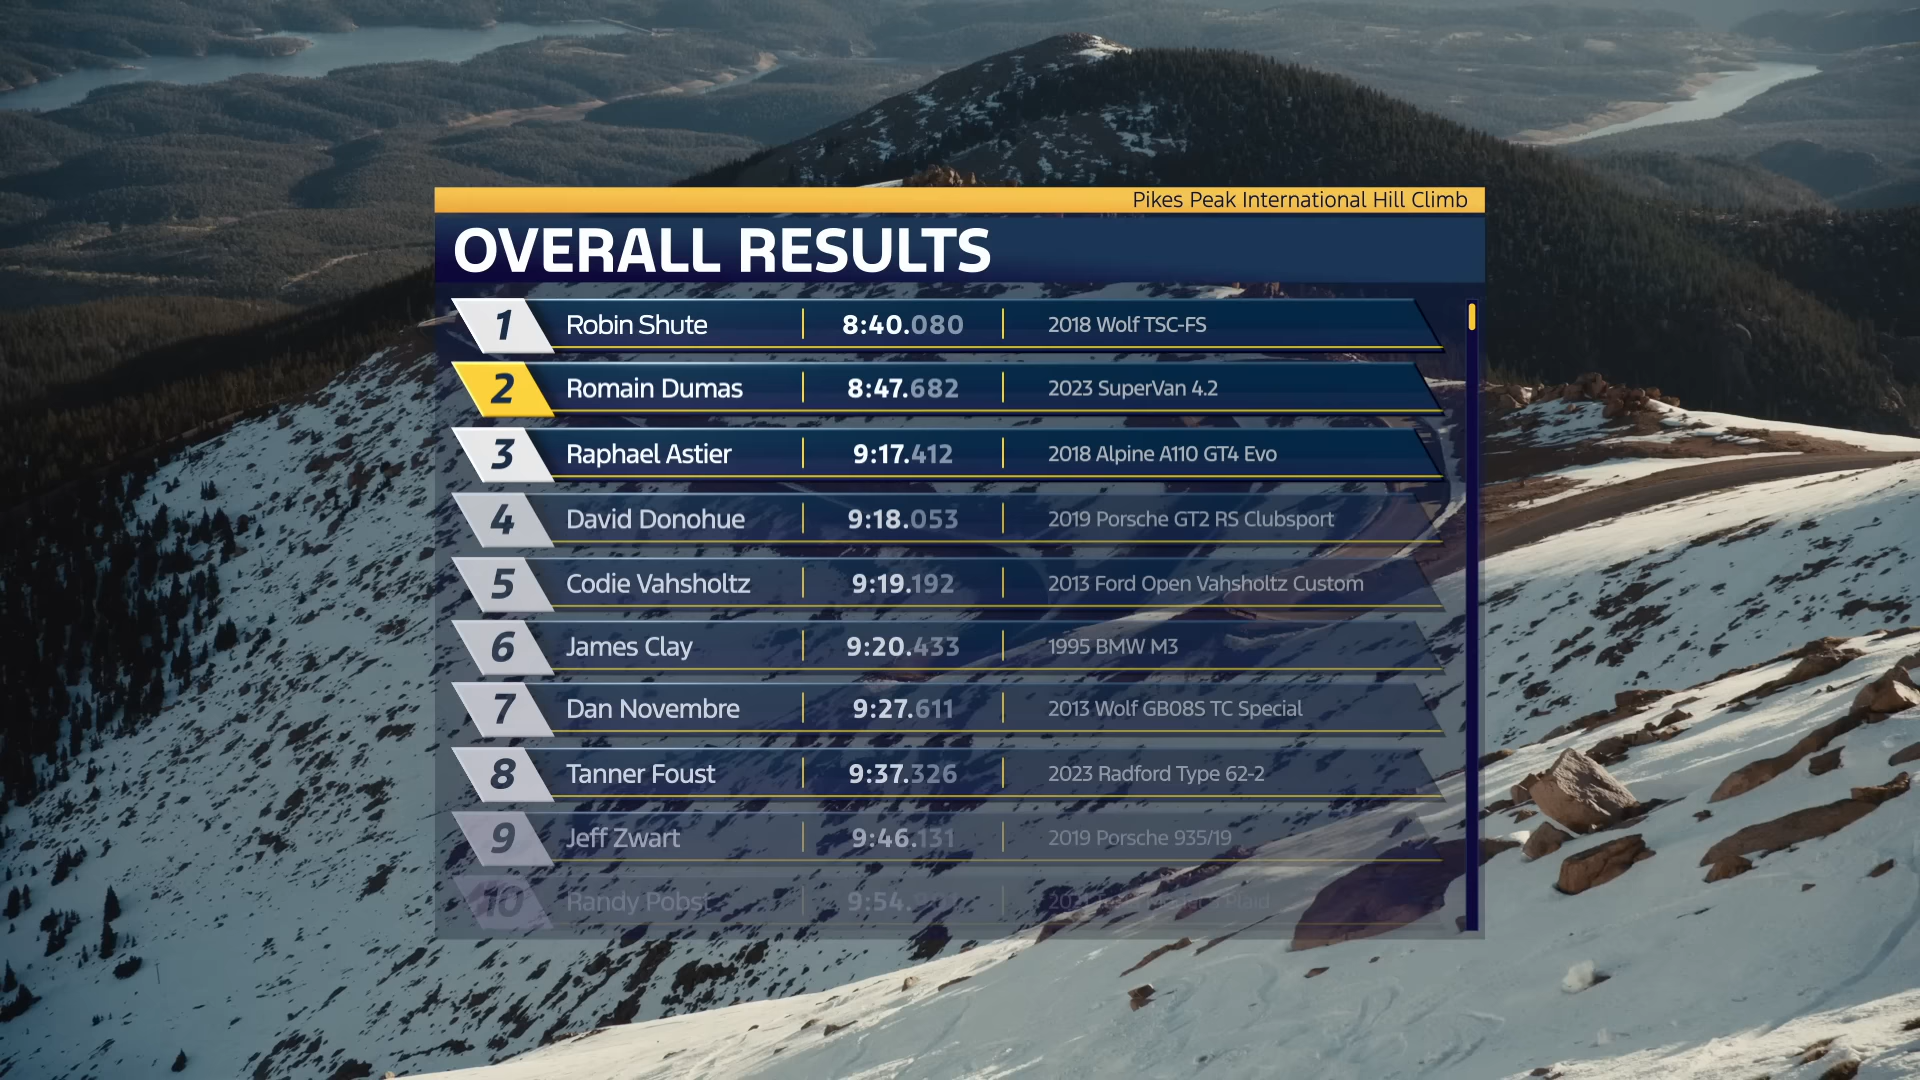 Pikes Peak International Hill Climb
OVERALL RESULTS
1 Robin Shute 8:40.080 2018 Wolf TSC-FS
2 Romain Dumas 8:47.682 2023 SuperVan 4.2
3 Raphael Astier 9:17.412 2018 Alpine A110 GT4 Evo
4 David Donohue 9:18.053 2019 Porsche GT2 RS Clubsport
5 Codie Vahsholtz 9:19.192 2013 Ford Open Vahsholtz Custom
6 James Clay 9:20.433 1995 BMW M3
7 Dan Novembre 9:27.611 2013 Wolf GB08S TC Special
8 Tanner Foust 9:37.326 2023 Radford Type 62-2
9 Jeff Zwart 9:46.131 2019 Porsche 935/19
10 Randy Pobst 9:54. Plaid